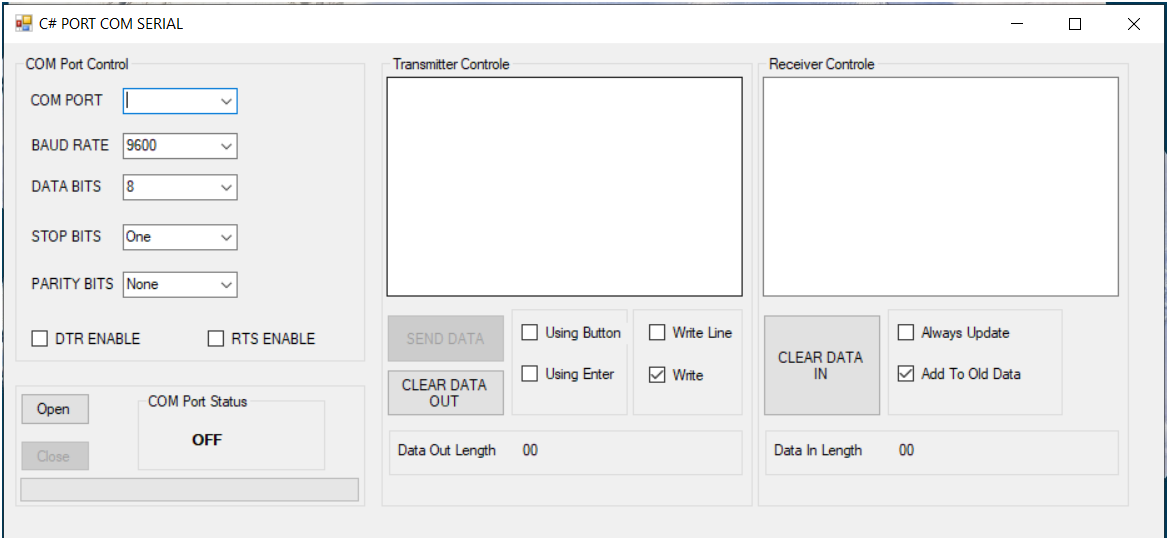 C# PORT COM SERIAL
COM Port Control
COM PORT
BAUD RATE 9600
DATA BITS 8
STOP BITS One
PARITY BITS None
DTR ENABLE RTS ENABLE
Open
Close
COM Port Status
OFF
Transmitter Controle
SEND DATA
CLEAR DATA
OUT
Using Button
Using Enter
Write Line
Write
Data Out Length 00
Receiver Controle
CLEAR DATA
IN
Always Update
Add To Old Data
Data In Length 00